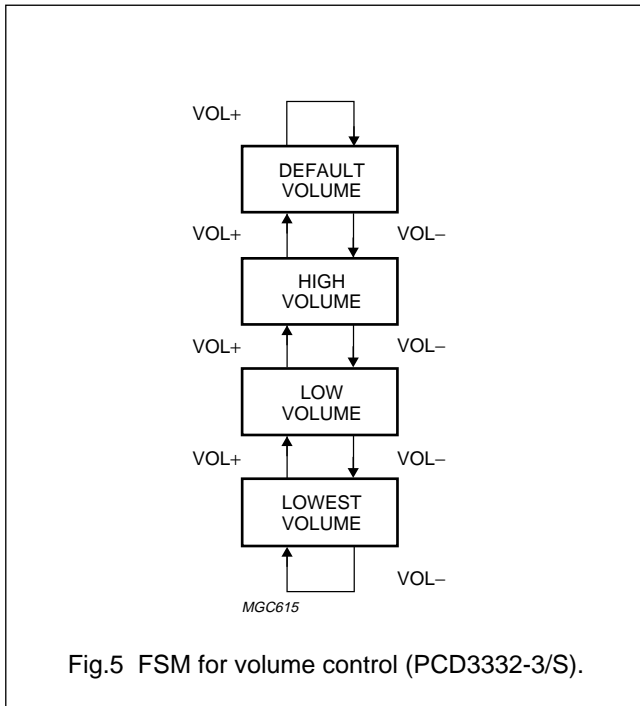 VOL+
DEFAULT
VOLUME
VOL+ VOL−
HIGH
VOLUME
VOL+ VOL−
LOW
VOLUME
VOL+ VOL−
LOWEST
VOLUME
VOL−
MGC615
Fig.5 FSM for volume control (PCD3332-3/S).